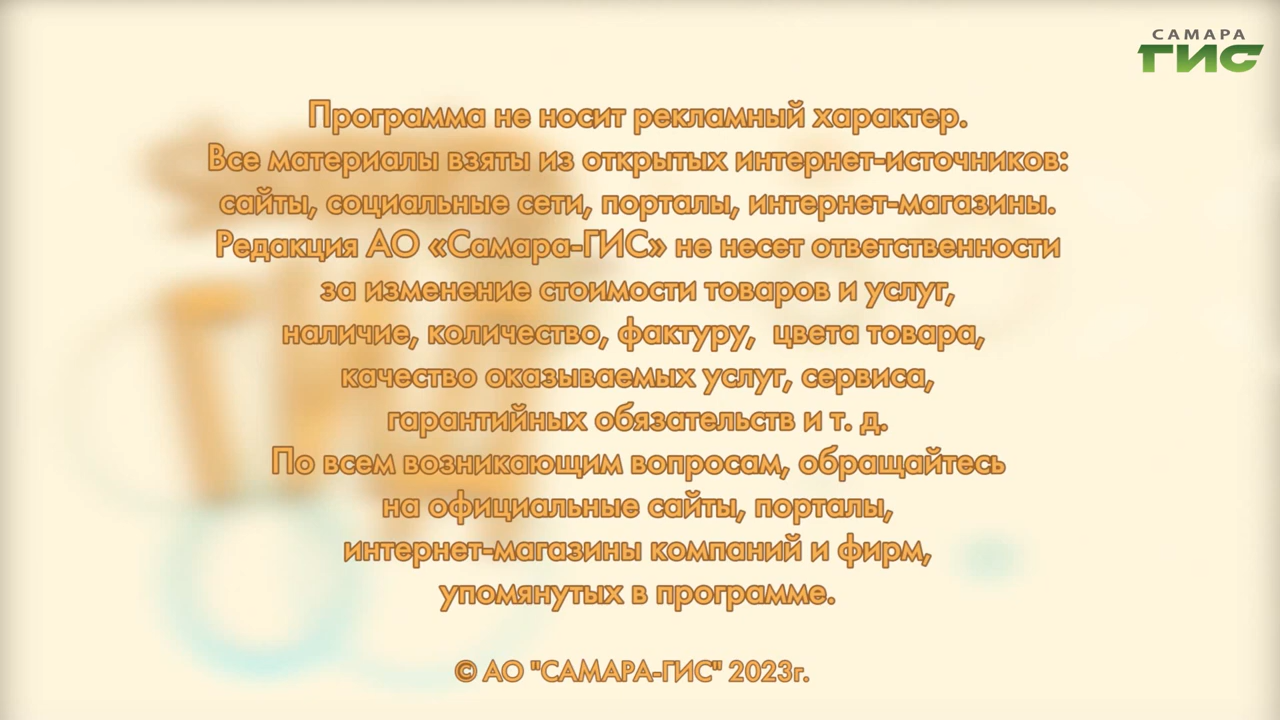 САМАРА
ГИС
Программа не носит рекламный характер.
Все материалы взяты из открытых интернет-источников:
сайты, социальные сети, порталы, интернет-магазины.
Редакция АО «Самара-ГИС» не несет ответственности
за изменение стоимости товаров и услуг,
наличие, количество, фактуру, цвета товара,
качество оказываемых услуг, сервиса,
гарантийных обязательств и т. д.
По всем возникающим вопросам, обращайтесь
на официальные сайты, порталы,
интернет-магазины компаний и фирм,
упомянутых в программе.
© АО "САМАРА-ГИС" 2023г.